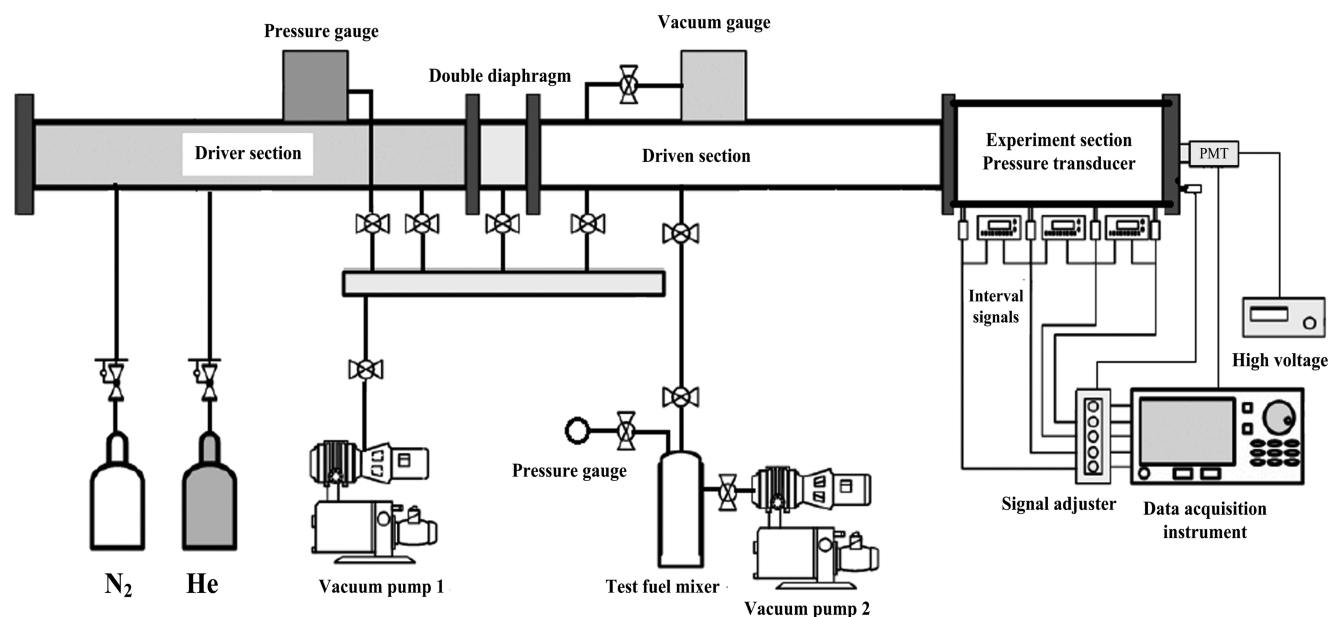 Pressure gauge
Vacuum gauge
Double diaphragm
Driver section
Driven section
Experiment section
Pressure transducer
PMT
Interval
signals
High voltage
Pressure gauge
Signal adjuster
Data acquisition
instrument
N₂
He
Vacuum pump 1
Test fuel mixer
Vacuum pump 2